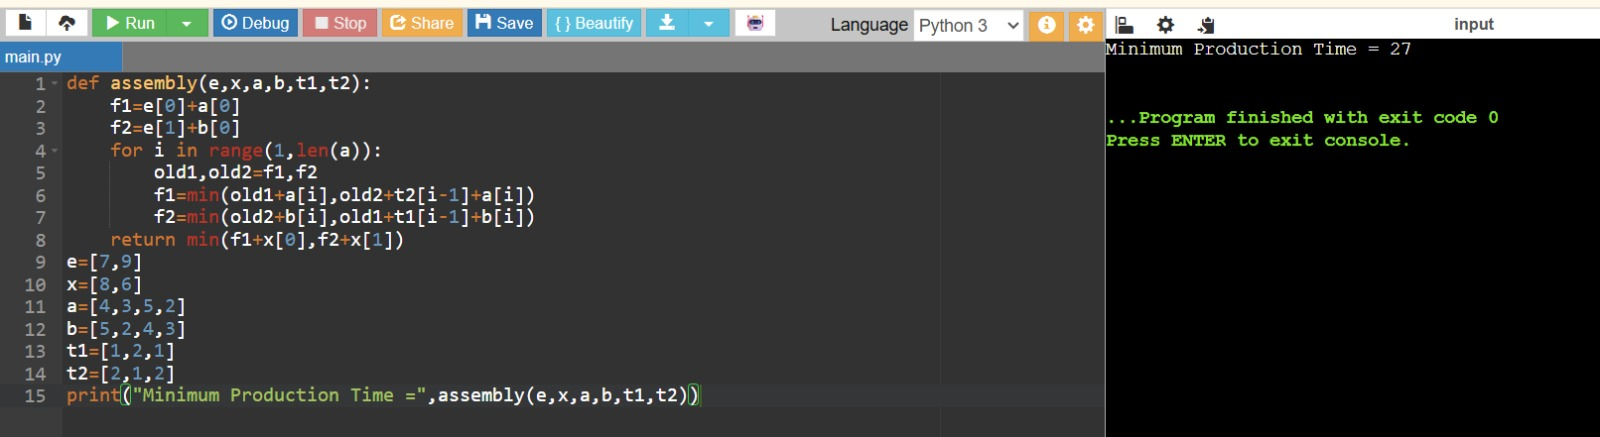 Run Debug Stop Share Save { } Beautify Language Python 3 input
main.py
1 def assembly(e,x,a,b,t1,t2):
2     f1=e[0]+a[0]
3     f2=e[1]+b[0]
4     for i in range(1,len(a)):
5         old1,old2=f1,f2
6         f1=min(old1+a[i],old2+t2[i-1]+a[i])
7         f2=min(old2+b[i],old1+t1[i-1]+b[i])
8     return min(f1+x[0],f2+x[1])
9 e=[7,9]
10 x=[8,6]
11 a=[4,3,5,2]
12 b=[5,2,4,3]
13 t1=[1,2,1]
14 t2=[2,1,2]
15 print("Minimum Production Time =",assembly(e,x,a,b,t1,t2))
Minimum Production Time = 27
...Program finished with exit code 0
Press ENTER to exit console.